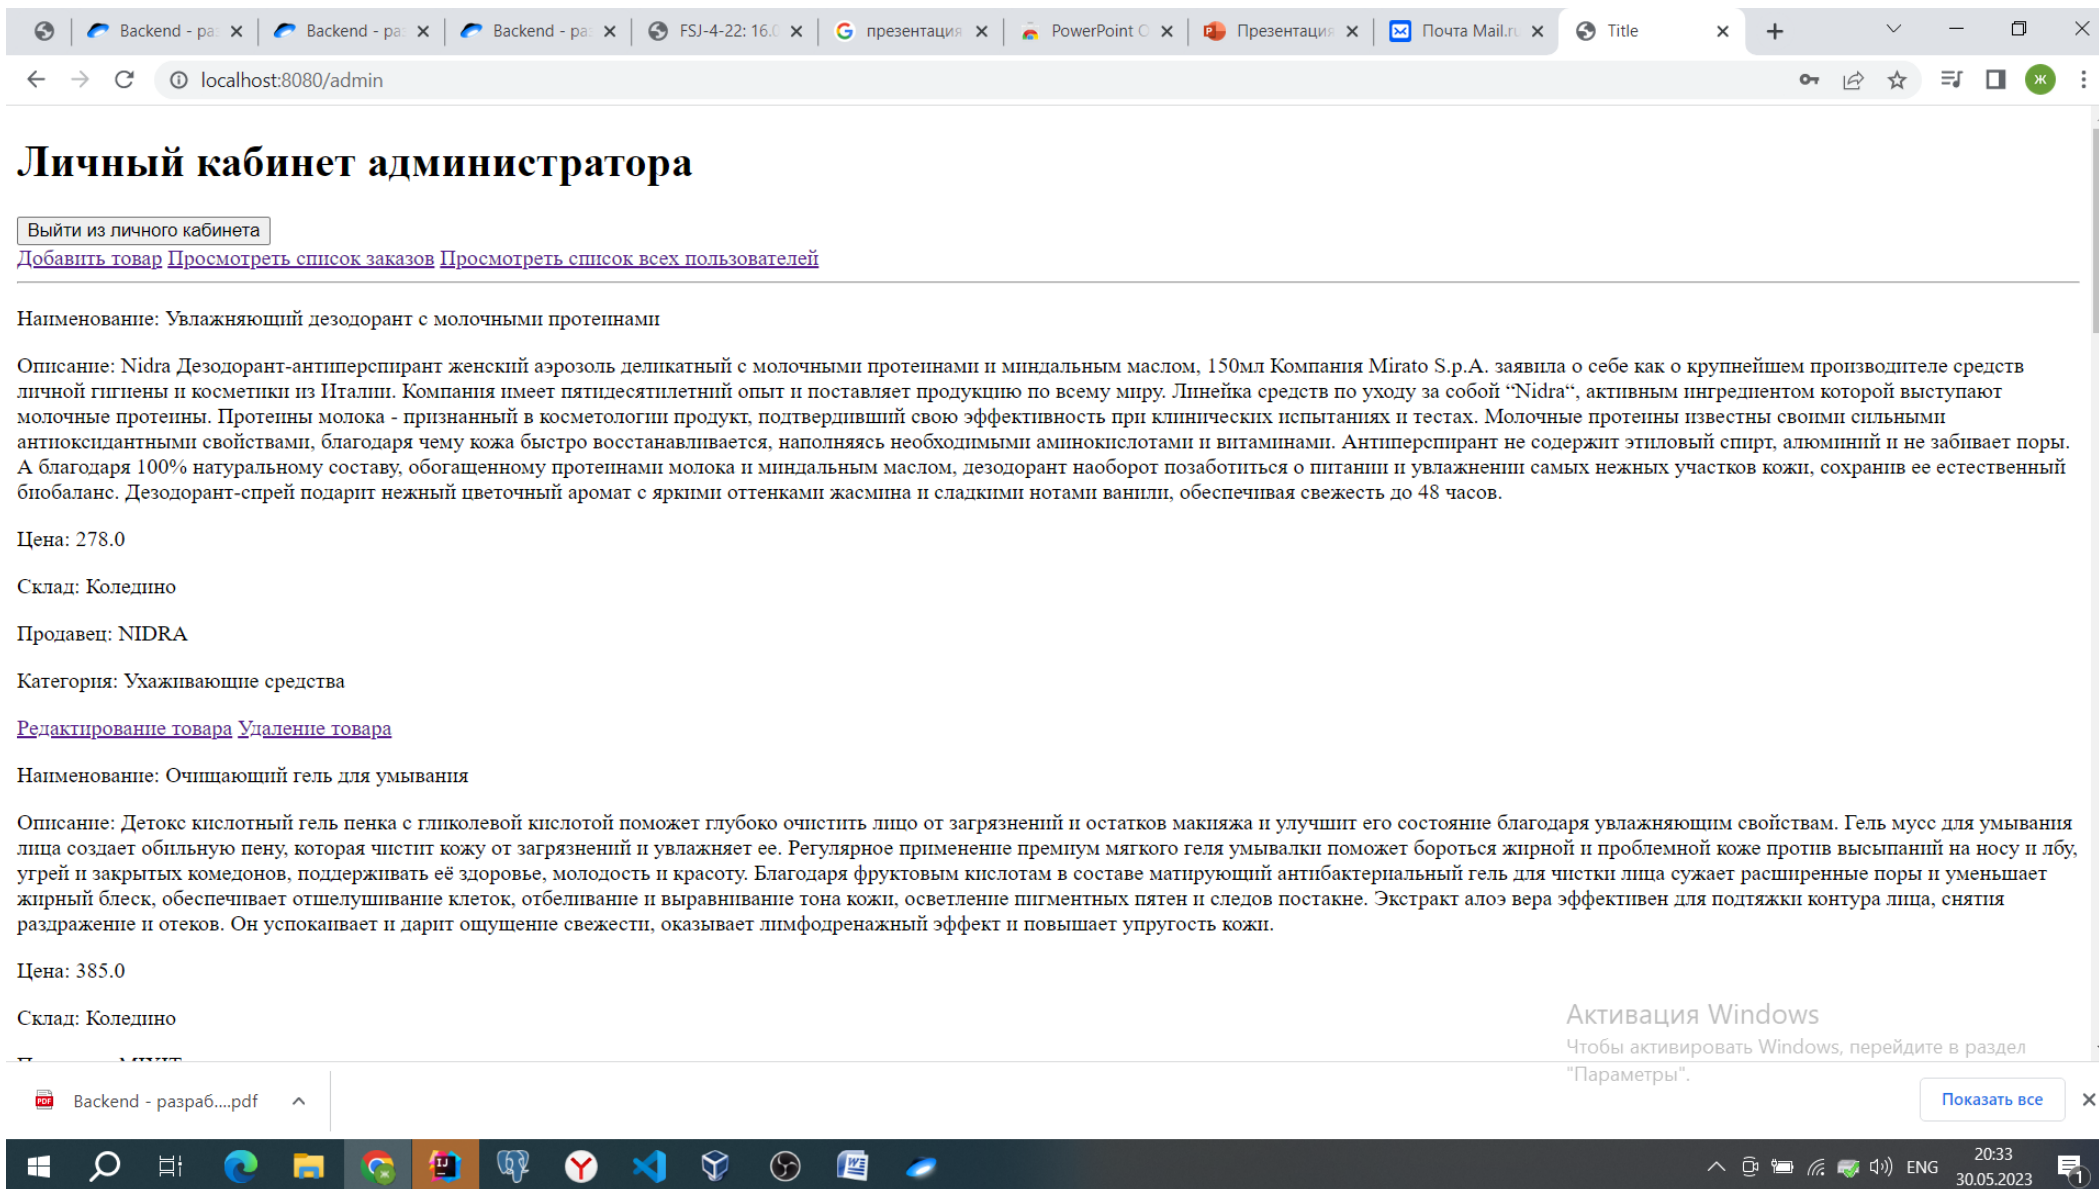 Backend - pa
Backend - pa
Backend - pa
FSJ-4-22: 16.0
презентация
PowerPoint O
Презентация
Почта Mail.ru
Title
localhost:8080/admin
ж
Личный кабинет администратора
Выйти из личного кабинета
Добавить товар Просмотреть список заказов Просмотреть список всех пользователей
Наименование: Увлажняющий дезодорант с молочными протеинами
Описание: Nidra Дезодорант-антиперспирант женский аэрозоль деликатный с молочными протеинами и миндальным маслом, 150мл Компания Mirato S.p.A. заявила о себе как о крупнейшем производителе средств
личной гигиены и косметики из Италии. Компания имеет пятидесятилетний опыт и поставляет продукцию по всему миру. Линейка средств по уходу за собой “Nidra“, активным ингредиентом которой выступают
молочные протеины. Протеины молока - признанный в косметологии продукт, подтвердивший свою эффективность при клинических испытаниях и тестах. Молочные протеины известны своими сильными
антиоксидантными свойствами, благодаря чему кожа быстро восстанавливается, наполняясь необходимыми аминокислотами и витаминами. Антиперспирант не содержит этиловый спирт, алюминий и не забивает поры.
А благодаря 100% натуральному составу, обогащенному протеинами молока и миндальным маслом, дезодорант наоборот позаботиться о питании и увлажнении самых нежных участков кожи, сохранив ее естественный
биобаланс. Дезодорант-спрей подарит нежный цветочный аромат с яркими оттенками жасмина и сладкими нотами ванили, обеспечивая свежесть до 48 часов.
Цена: 278.0
Склад: Коледино
Продавец: NIDRA
Категория: Ухаживающие средства
Редактирование товара Удаление товара
Наименование: Очищающий гель для умывания
Описание: Детокс кислотный гель пенка с гликолевой кислотой поможет глубоко очистить лицо от загрязнений и остатков макияжа и улучшит его состояние благодаря увлажняющим свойствам. Гель мусс для умывания
лица создает обильную пену, которая чистит кожу от загрязнений и увлажняет ее. Регулярное применение премиум мягкого геля умывалки поможет бороться жирной и проблемной коже против высыпаний на носу и лбу,
угрей и закрытых комедонов, поддерживать её здоровье, молодость и красоту. Благодаря фруктовым кислотам в составе матирующий антибактериальный гель для чистки лица сужает расширенные поры и уменьшает
жирный блеск, обеспечивает отшелушивание клеток, отбеливание и выравнивание тона кожи, осветление пигментных пятен и следов постакне. Экстракт алоэ вера эффективен для подтяжки контура лица, снятия
раздражение и отеков. Он успокаивает и дарит ощущение свежести, оказывает лимфодренажный эффект и повышает упругость кожи.
Цена: 385.0
Склад: Коледино
Активация Windows
Чтобы активировать Windows, перейдите в раздел
"Параметры".
Backend - разраб....pdf
Показать все
ENG
20:33
30.05.2023
1